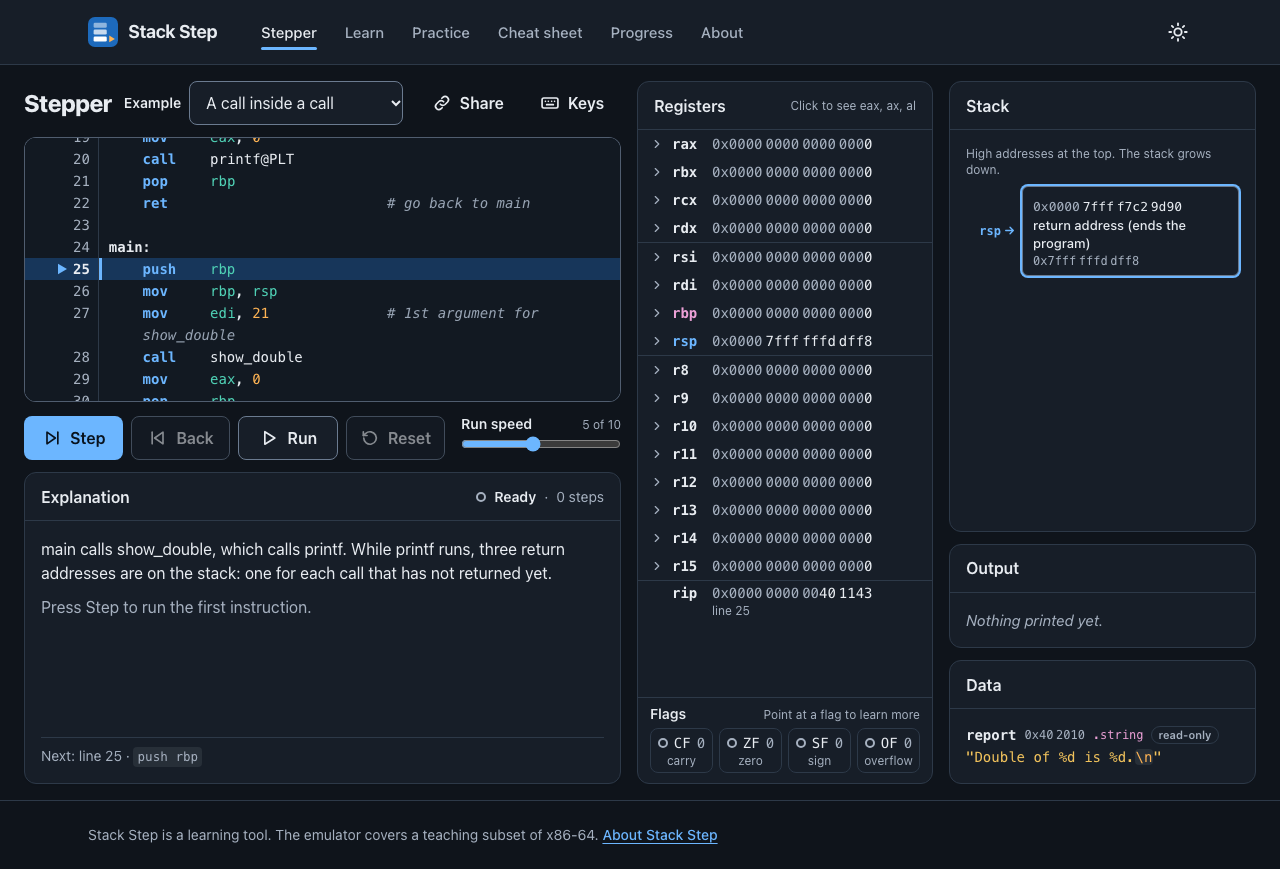 Stack Step
Stepper
Learn
Practice
Cheat sheet
Progress
About
Stepper
Example
A call inside a call
Share
Keys
19 mov eax, 0
20 call printf@PLT
21 pop rbp
22 ret # go back to main
23
24 main:
25 push rbp
26 mov rbp, rsp
27 mov edi, 21 # 1st argument for
show_double
28 call show_double
29 mov eax, 0
30 pop rbp
Step
Back
Run
Reset
Run speed
5 of 10
Explanation
Ready · 0 steps
main calls show_double, which calls printf. While printf runs, three return
addresses are on the stack: one for each call that has not returned yet.
Press Step to run the first instruction.
Next: line 25 · push rbp
Registers
Click to see eax, ax, al
rax 0x0000 0000 0000 0000
rbx 0x0000 0000 0000 0000
rcx 0x0000 0000 0000 0000
rdx 0x0000 0000 0000 0000
rsi 0x0000 0000 0000 0000
rdi 0x0000 0000 0000 0000
rbp 0x0000 0000 0000 0000
rsp 0x0000 7fff fffd dff8
r8 0x0000 0000 0000 0000
r9 0x0000 0000 0000 0000
r10 0x0000 0000 0000 0000
r11 0x0000 0000 0000 0000
r12 0x0000 0000 0000 0000
r13 0x0000 0000 0000 0000
r14 0x0000 0000 0000 0000
r15 0x0000 0000 0000 0000
rip 0x0000 0000 0040 1143
line 25
Flags
Point at a flag to learn more
CF 0
carry
ZF 0
zero
SF 0
sign
OF 0
overflow
Stack
High addresses at the top. The stack grows
down.
rsp →
0x0000 7fff f7c2 9d90
return address (ends the
program)
0x7fff fffd dff8
Output
Nothing printed yet.
Data
report 0x40 2010 .string read-only
"Double of %d is %d.\n"
Stack Step is a learning tool. The emulator covers a teaching subset of x86-64. About Stack Step